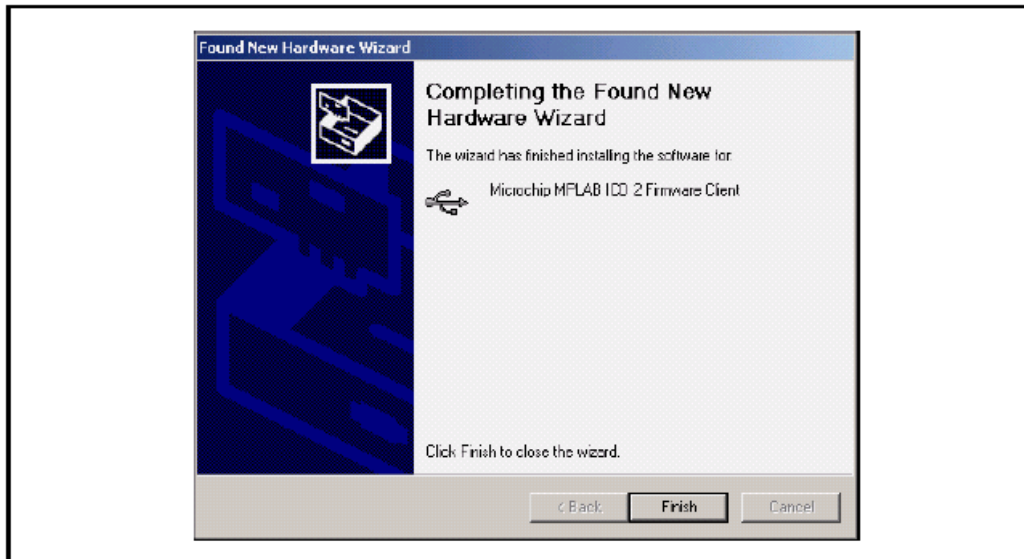 Found New Hardware Wizard
Completing the Found New
Hardware Wizard
The wizard has finished installing the software for:
Microchip MPLAB ICD 2 Firmware Client
Click Finish to close the wizard.
< Back
Finish
Cancel